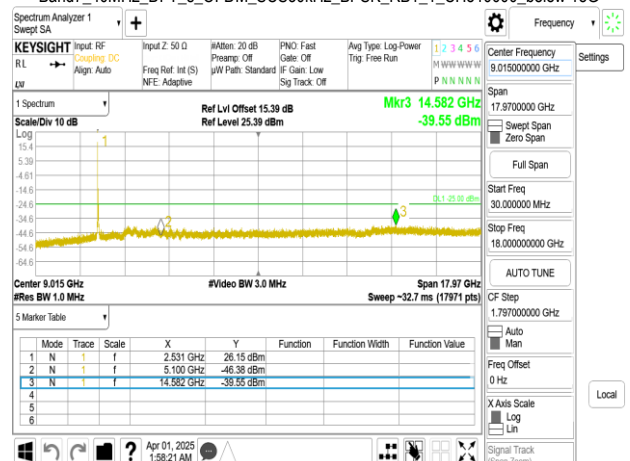 Spectrum Analyzer 1
Swept SA
Frequency
KEYSIGHT
Input: RF
Coupling: DC
Align: Auto
Input Z: 50 Ω
Freq Ref: Int (S)
NFE: Adaptive
#Atten: 20 dB
Preamp: Off
µW Path: Standard
PNO: Fast
Gate: Off
IF Gain: Low
Sig Track: Off
Avg Type: Log-Power
Trig: Free Run
1 2 3 4 5 6
M W W W W W
P N N N N N
RL
Center Frequency
9.015000000 GHz
Settings
1 Spectrum
Scale/Div 10 dB
Ref Lvl Offset 15.39 dB
Ref Level 25.39 dBm
Mkr3 14.582 GHz
-39.55 dBm
Span
17.9700000 GHz
Swept Span
Zero Span
Full Span
Log
15.4
5.39
-4.61
-14.6
-24.6
-34.6
-44.6
-54.6
-64.6
1
2
3
DL1 -25.00 dBm
Start Freq
30.000000 MHz
Stop Freq
18.000000000 GHz
AUTO TUNE
Center 9.015 GHz
#Res BW 1.0 MHz
#Video BW 3.0 MHz
Span 17.97 GHz
Sweep ~32.7 ms (17971 pts)
CF Step
1.797000000 GHz
Auto
Man
5 Marker Table
Mode Trace Scale X Y Function Function Width Function Value
1 N 1 f 2.531 GHz 26.15 dBm
2 N 1 f 5.100 GHz -46.38 dBm
3 N 1 f 14.582 GHz -39.55 dBm
4
5
6
Freq Offset
0 Hz
X Axis Scale
Log
Lin
Local
Signal Track
Apr 01, 2025
1:58:21 AM